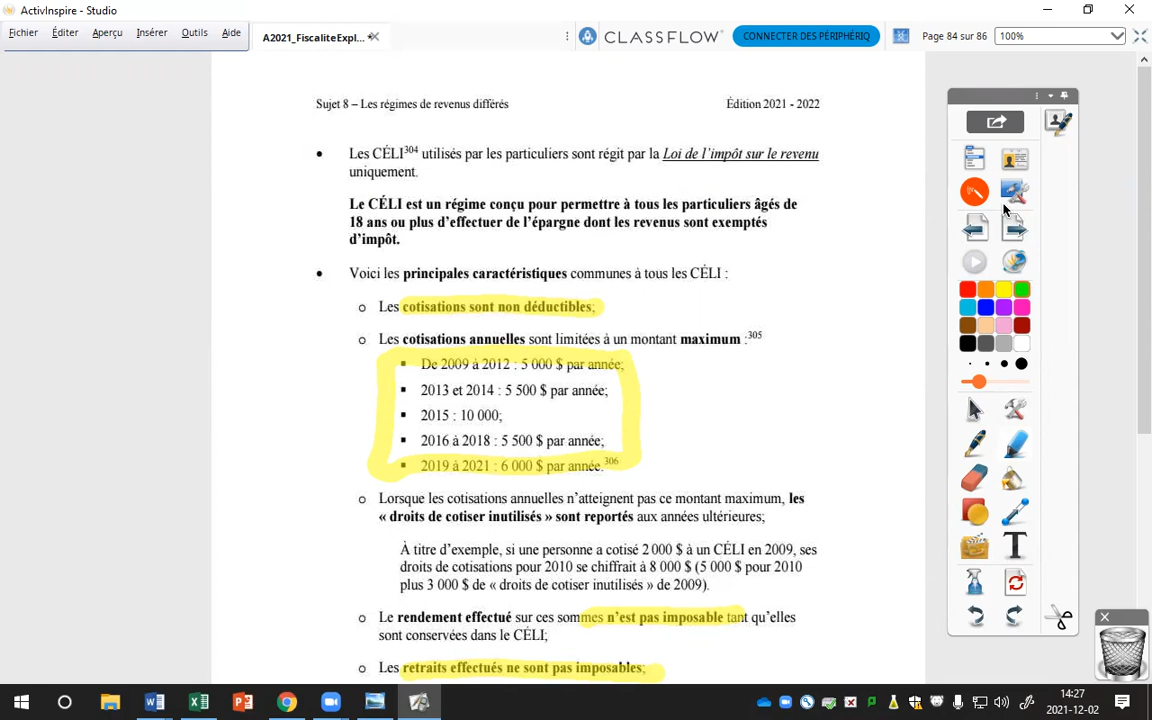 ActivInspire - Studio
Fichier Éditer Aperçu Insérer Outils Aide
A2021_FiscaliteExpl...
CLASSFLOW
CONNECTER DES PÉRIPHÉRIQ
Page 84 sur 86
100%
Sujet 8 – Les régimes de revenus différés
Édition 2021 - 2022
• Les CÉLI304 utilisés par les particuliers sont régit par la Loi de l’impôt sur le revenu
uniquement.
Le CÉLI est un régime conçu pour permettre à tous les particuliers âgés de
18 ans ou plus d’effectuer de l’épargne dont les revenus sont exemptés
d’impôt.
• Voici les principales caractéristiques communes à tous les CÉLI :
o Les cotisations sont non déductibles;
o Les cotisations annuelles sont limitées à un montant maximum :305
▪ De 2009 à 2012 : 5 000 $ par année;
▪ 2013 et 2014 : 5 500 $ par année;
▪ 2015 : 10 000;
▪ 2016 à 2018 : 5 500 $ par année;
▪ 2019 à 2021 : 6 000 $ par année.306
o Lorsque les cotisations annuelles n’atteignent pas ce montant maximum, les
« droits de cotiser inutilisés » sont reportés aux années ultérieures;
À titre d’exemple, si une personne a cotisé 2 000 $ à un CÉLI en 2009, ses
droits de cotisations pour 2010 se chiffrait à 8 000 $ (5 000 $ pour 2010
plus 3 000 $ de « droits de cotiser inutilisés » de 2009).
o Le rendement effectué sur ces sommes n’est pas imposable tant qu’elles
sont conservées dans le CÉLI;
o Les retraits effectués ne sont pas imposables;
T
14:27
2021-12-02